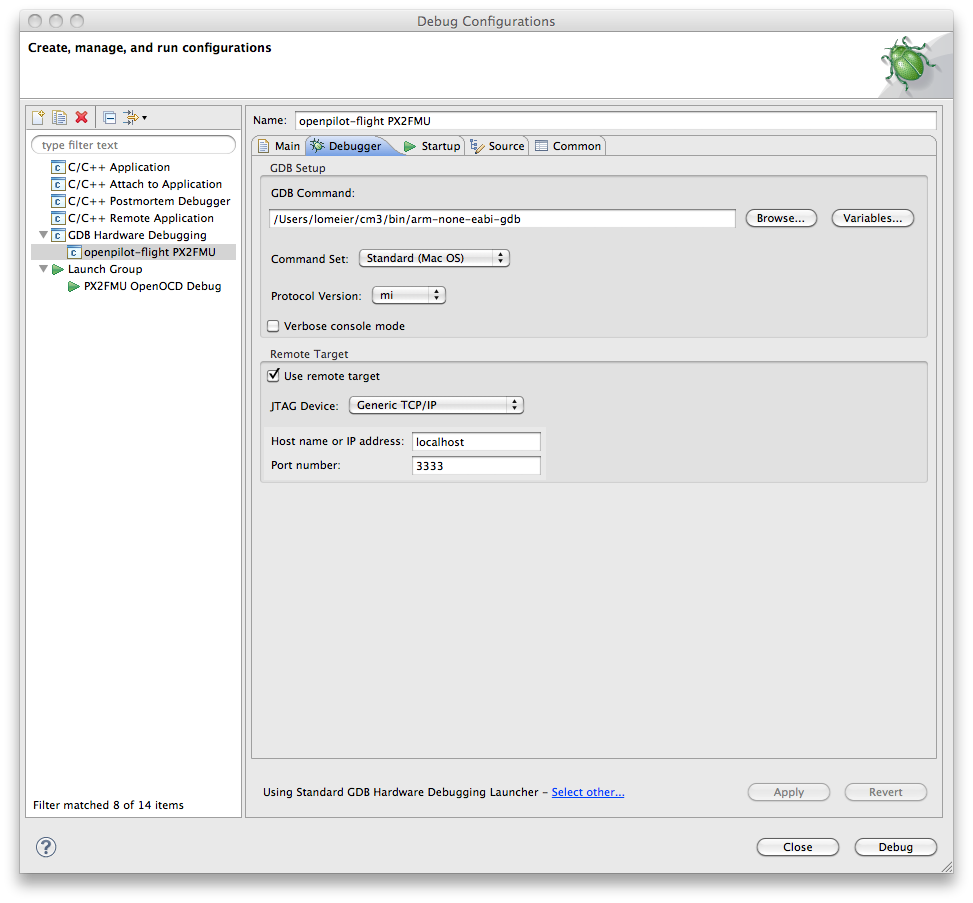 Debug Configurations
Create, manage, and run configurations
type filter text
C/C++ Application
C/C++ Attach to Application
C/C++ Postmortem Debugger
C/C++ Remote Application
GDB Hardware Debugging
openpilot-flight PX2FMU
Launch Group
PX2FMU OpenOCD Debug
Filter matched 8 of 14 items
Name: openpilot-flight PX2FMU
Main Debugger Startup Source Common
GDB Setup
GDB Command:
/Users/lomeier/cm3/bin/arm-none-eabi-gdb Browse... Variables...
Command Set: Standard (Mac OS)
Protocol Version: mi
Verbose console mode
Remote Target
Use remote target
JTAG Device: Generic TCP/IP
Host name or IP address: localhost
Port number: 3333
Using Standard GDB Hardware Debugging Launcher – Select other... Apply Revert
? Close Debug